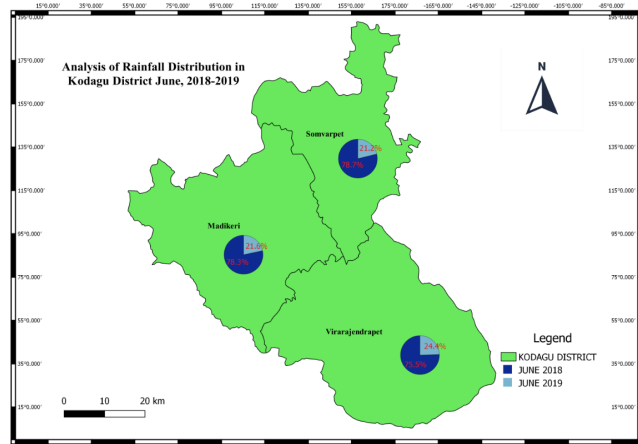 15°0.000' 35°0.000' 55°0.000' 75°0.000' 95°0.000' 115°0.000' 135°0.000' 155°0.000' 175°0.000' -165°0.000' -145°0.000' -125°0.000' -105°0.000' -85°0.000'
195°0.000'
175°0.000'
155°0.000'
135°0.000'
115°0.000'
95°0.000'
75°0.000'
55°0.000'
35°0.000'
15°0.000'
Analysis of Rainfall Distribution in
Kodagu District June, 2018-2019
N
Somvarpet
21.2%
78.7%
Madikeri
21.6%
78.3%
Virarajendrapet
24.4%
75.5%
Legend
KODAGU DISTRICT
JUNE 2018
JUNE 2019
0 10 20 km